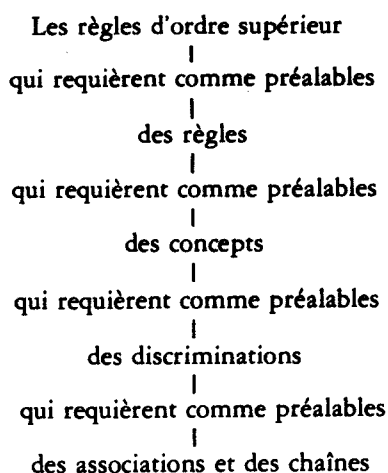 Les règles d'ordre supérieur
qui requièrent comme préalables
des règles
qui requièrent comme préalables
des concepts
qui requièrent comme préalables
des discriminations
qui requièrent comme préalables
des associations et des chaînes